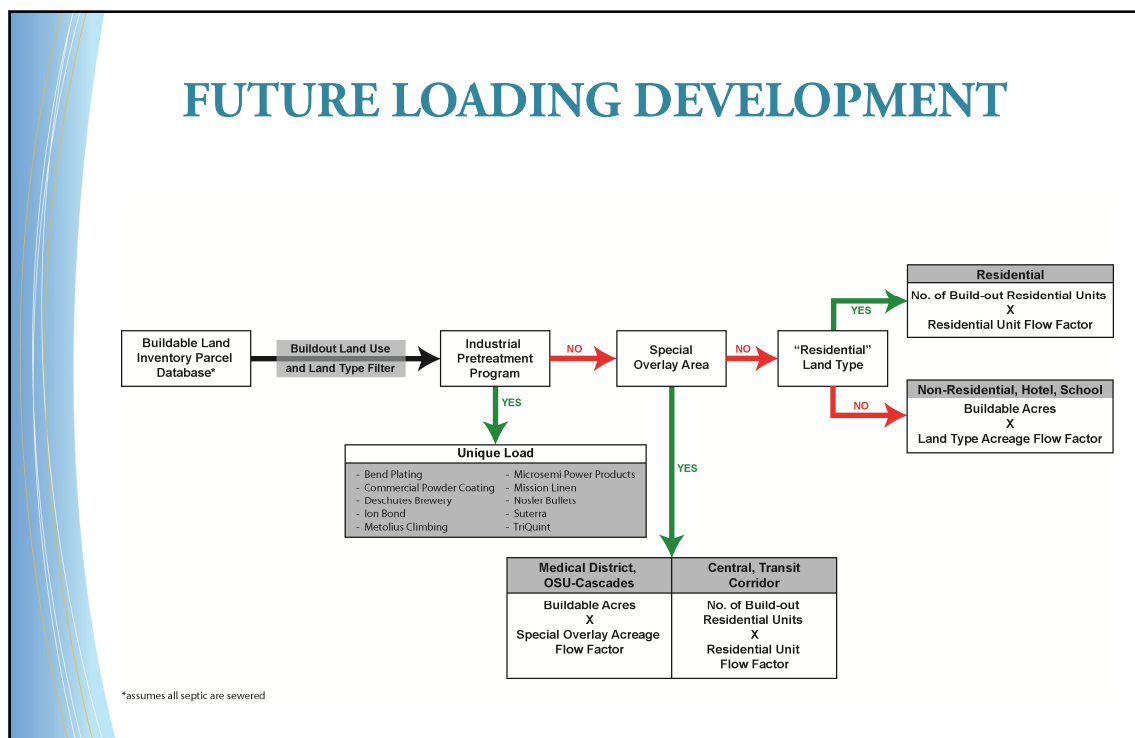 FUTURE LOADING DEVELOPMENT
Buildable Land
Inventory Parcel
Database*
Buildout Land Use
and Land Type Filter
Industrial
Pretreatment
Program
NO
YES
Special
Overlay Area
NO
YES
“Residential”
Land Type
YES
NO
Residential
No. of Build-out Residential Units
X
Residential Unit Flow Factor
Non-Residential, Hotel, School
Buildable Acres
X
Land Type Acreage Flow Factor
Unique Load
- Bend Plating
- Commercial Powder Coating
- Deschutes Brewery
- Ion Bond
- Metolius Climbing
- Microsemi Power Products
- Mission Linen
- Nosler Bullets
- Suterra
- TriQuint
Medical District,
OSU-Cascades
Buildable Acres
X
Special Overlay Acreage
Flow Factor
Central, Transit
Corridor
No. of Build-out
Residential Units
X
Residential Unit
Flow Factor
*assumes all septic are sewered